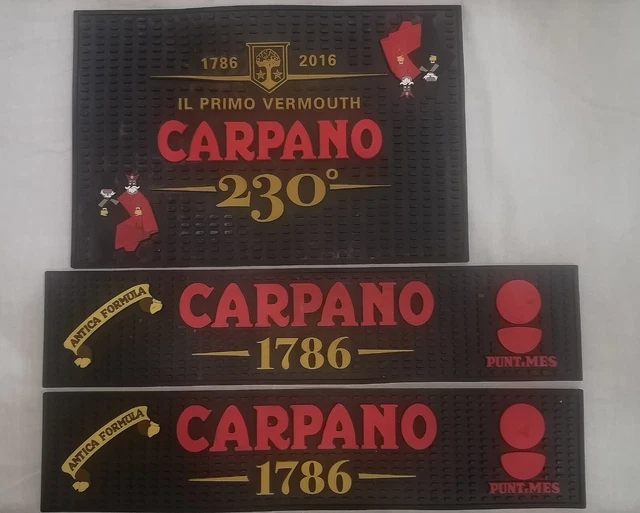 1786 2016
IL PRIMO VERMOUTH
CARPANO
230°
ANTICA FORMULA
CARPANO
1786
PUNT e MES
ANTICA FORMULA
CARPANO
1786
PUNT e MES